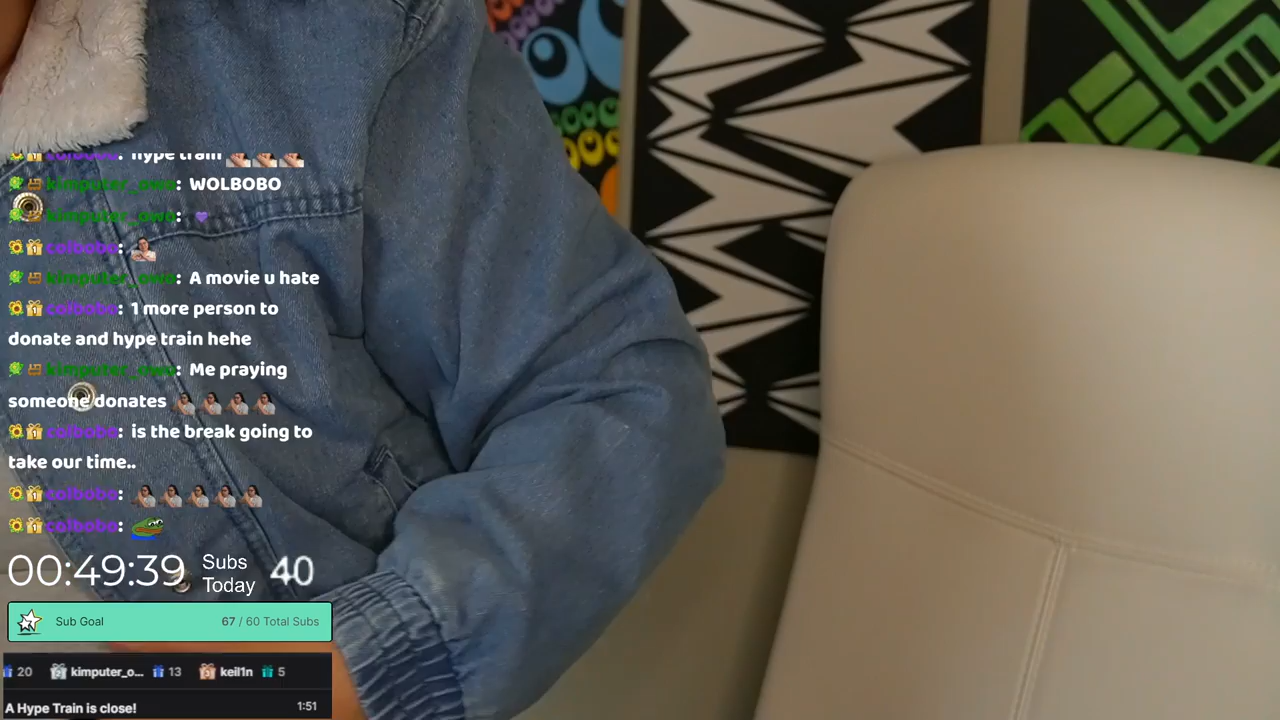 colbobo: hype train
kimputer_owo: WOLBOBO
kimputer_owo:
colbobo:
kimputer_owo: A movie u hate
colbobo: 1 more person to
donate and hype train hehe
kimputer_owo: Me praying
someone donates
colbobo: is the break going to
take our time..
colbobo:
colbobo:
00:49:39 Subs Today 40
Sub Goal 67 / 60 Total Subs
20 kimputer_o... 13 keil1n 5
A Hype Train is close! 1:51